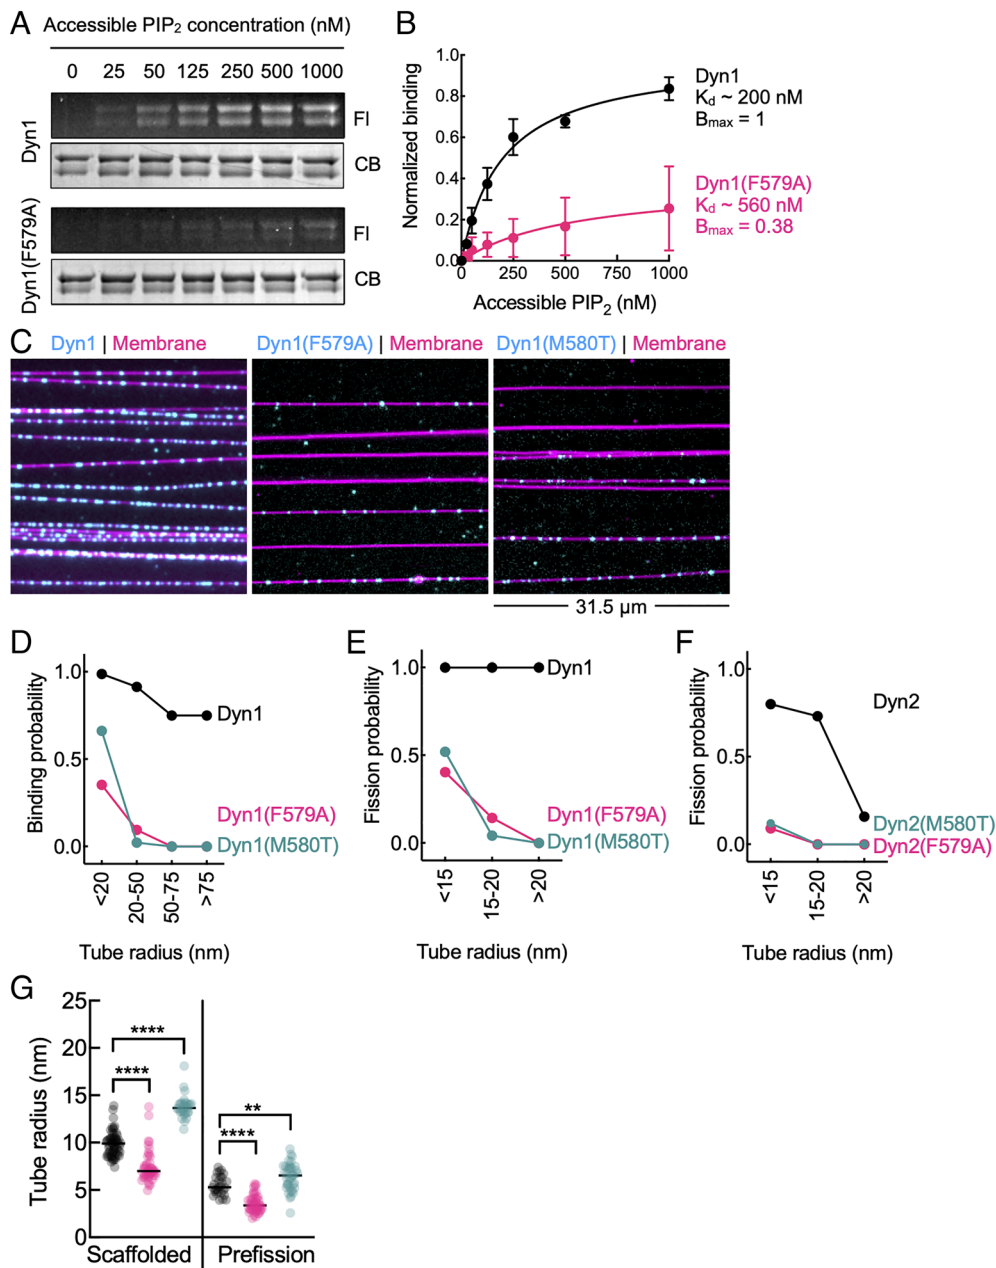 A
Accessible PIP2 concentration (nM)
0 25 50 125 250 500 1000
Dyn1
FI
CB
Dyn1(F579A)
FI
CB
B
Normalized binding
1.0
0.8
0.6
0.4
0.2
0.0
0 250 500 750 1000
Accessible PIP2 (nM)
Dyn1
Kd ~ 200 nM
Bmax = 1
Dyn1(F579A)
Kd ~ 560 nM
Bmax = 0.38
C
Dyn1 | Membrane
Dyn1(F579A) | Membrane
Dyn1(M580T) | Membrane
31.5 µm
D
Binding probability
1.0
0.5
0.0
Dyn1
Dyn1(F579A)
Dyn1(M580T)
<20 20-50 50-75 >75
Tube radius (nm)
E
Fission probability
1.0
0.5
0.0
Dyn1
Dyn1(F579A)
Dyn1(M580T)
<15 15-20 >20
Tube radius (nm)
F
Fission probability
1.0
0.5
0.0
Dyn2
Dyn2(M580T)
Dyn2(F579A)
<15 15-20 >20
Tube radius (nm)
G
Tube radius (nm)
25
20
15
10
5
0
****
****
**
****
Scaffolded
Prefission